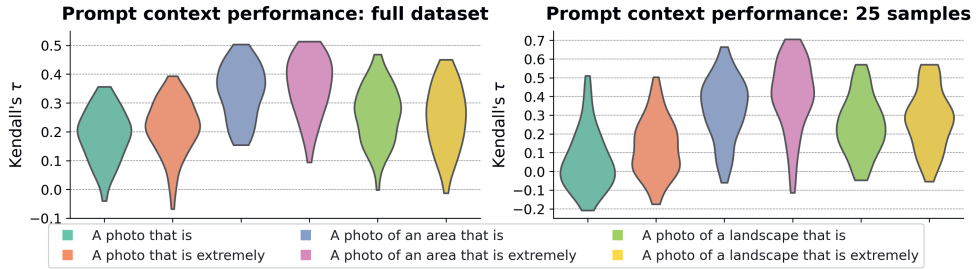 Prompt context performance: full dataset
Prompt context performance: 25 samples
Kendall's τ
0.5
0.4
0.3
0.2
0.1
0.0
−0.1
Kendall's τ
0.7
0.6
0.5
0.4
0.3
0.2
0.1
0.0
−0.1
−0.2
A photo that is
A photo of an area that is
A photo of a landscape that is
A photo that is extremely
A photo of an area that is extremely
A photo of a landscape that is extremely